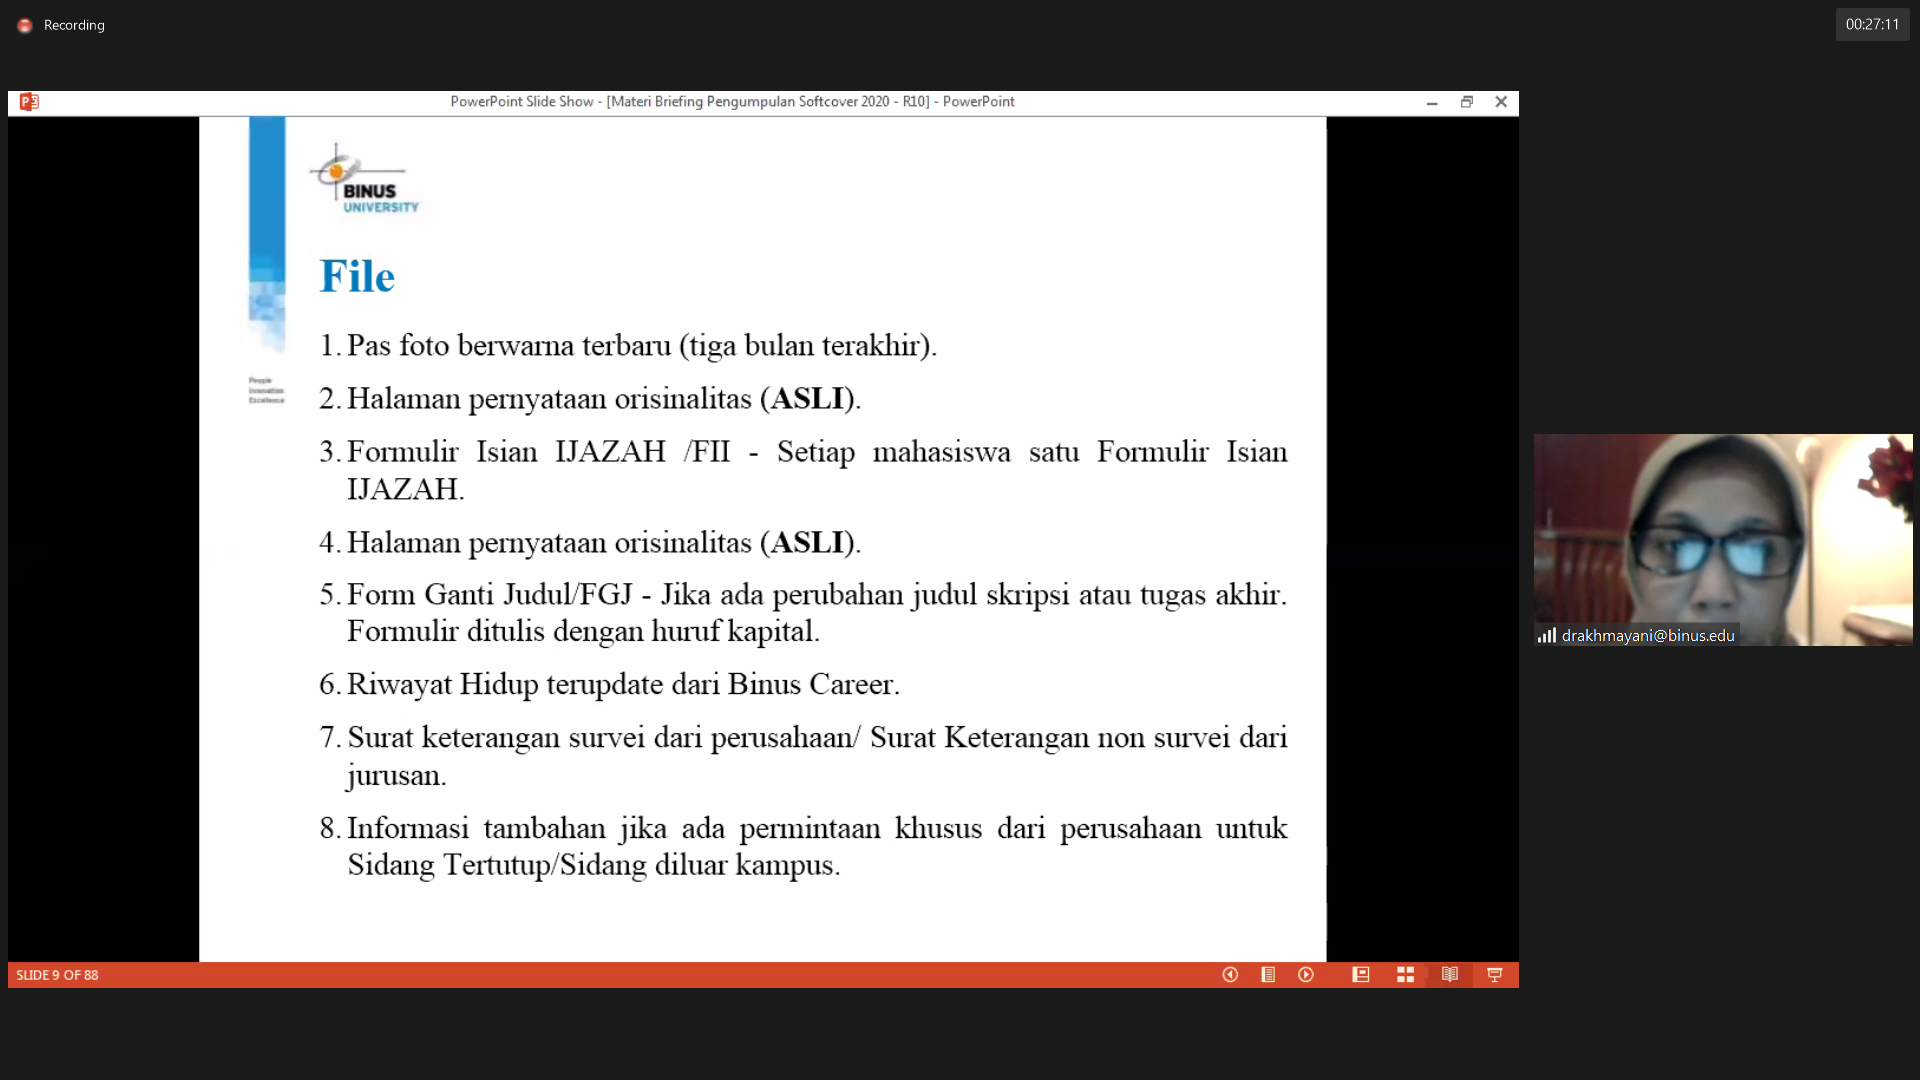 Recording
00:27:11
PowerPoint Slide Show - [Materi Briefing Pengumpulan Softcover 2020 - R10] - PowerPoint
BINUS
UNIVERSITY
File
1. Pas foto berwarna terbaru (tiga bulan terakhir).
People
Innovation
Excellence
2. Halaman pernyataan orisinalitas (ASLI).
3. Formulir Isian IJAZAH /FII - Setiap mahasiswa satu Formulir Isian
IJAZAH.
4. Halaman pernyataan orisinalitas (ASLI).
5. Form Ganti Judul/FGJ - Jika ada perubahan judul skripsi atau tugas akhir.
Formulir ditulis dengan huruf kapital.
6. Riwayat Hidup terupdate dari Binus Career.
7. Surat keterangan survei dari perusahaan/ Surat Keterangan non survei dari
jurusan.
8. Informasi tambahan jika ada permintaan khusus dari perusahaan untuk
Sidang Tertutup/Sidang diluar kampus.
drakhmayani@binus.edu
SLIDE 9 OF 88